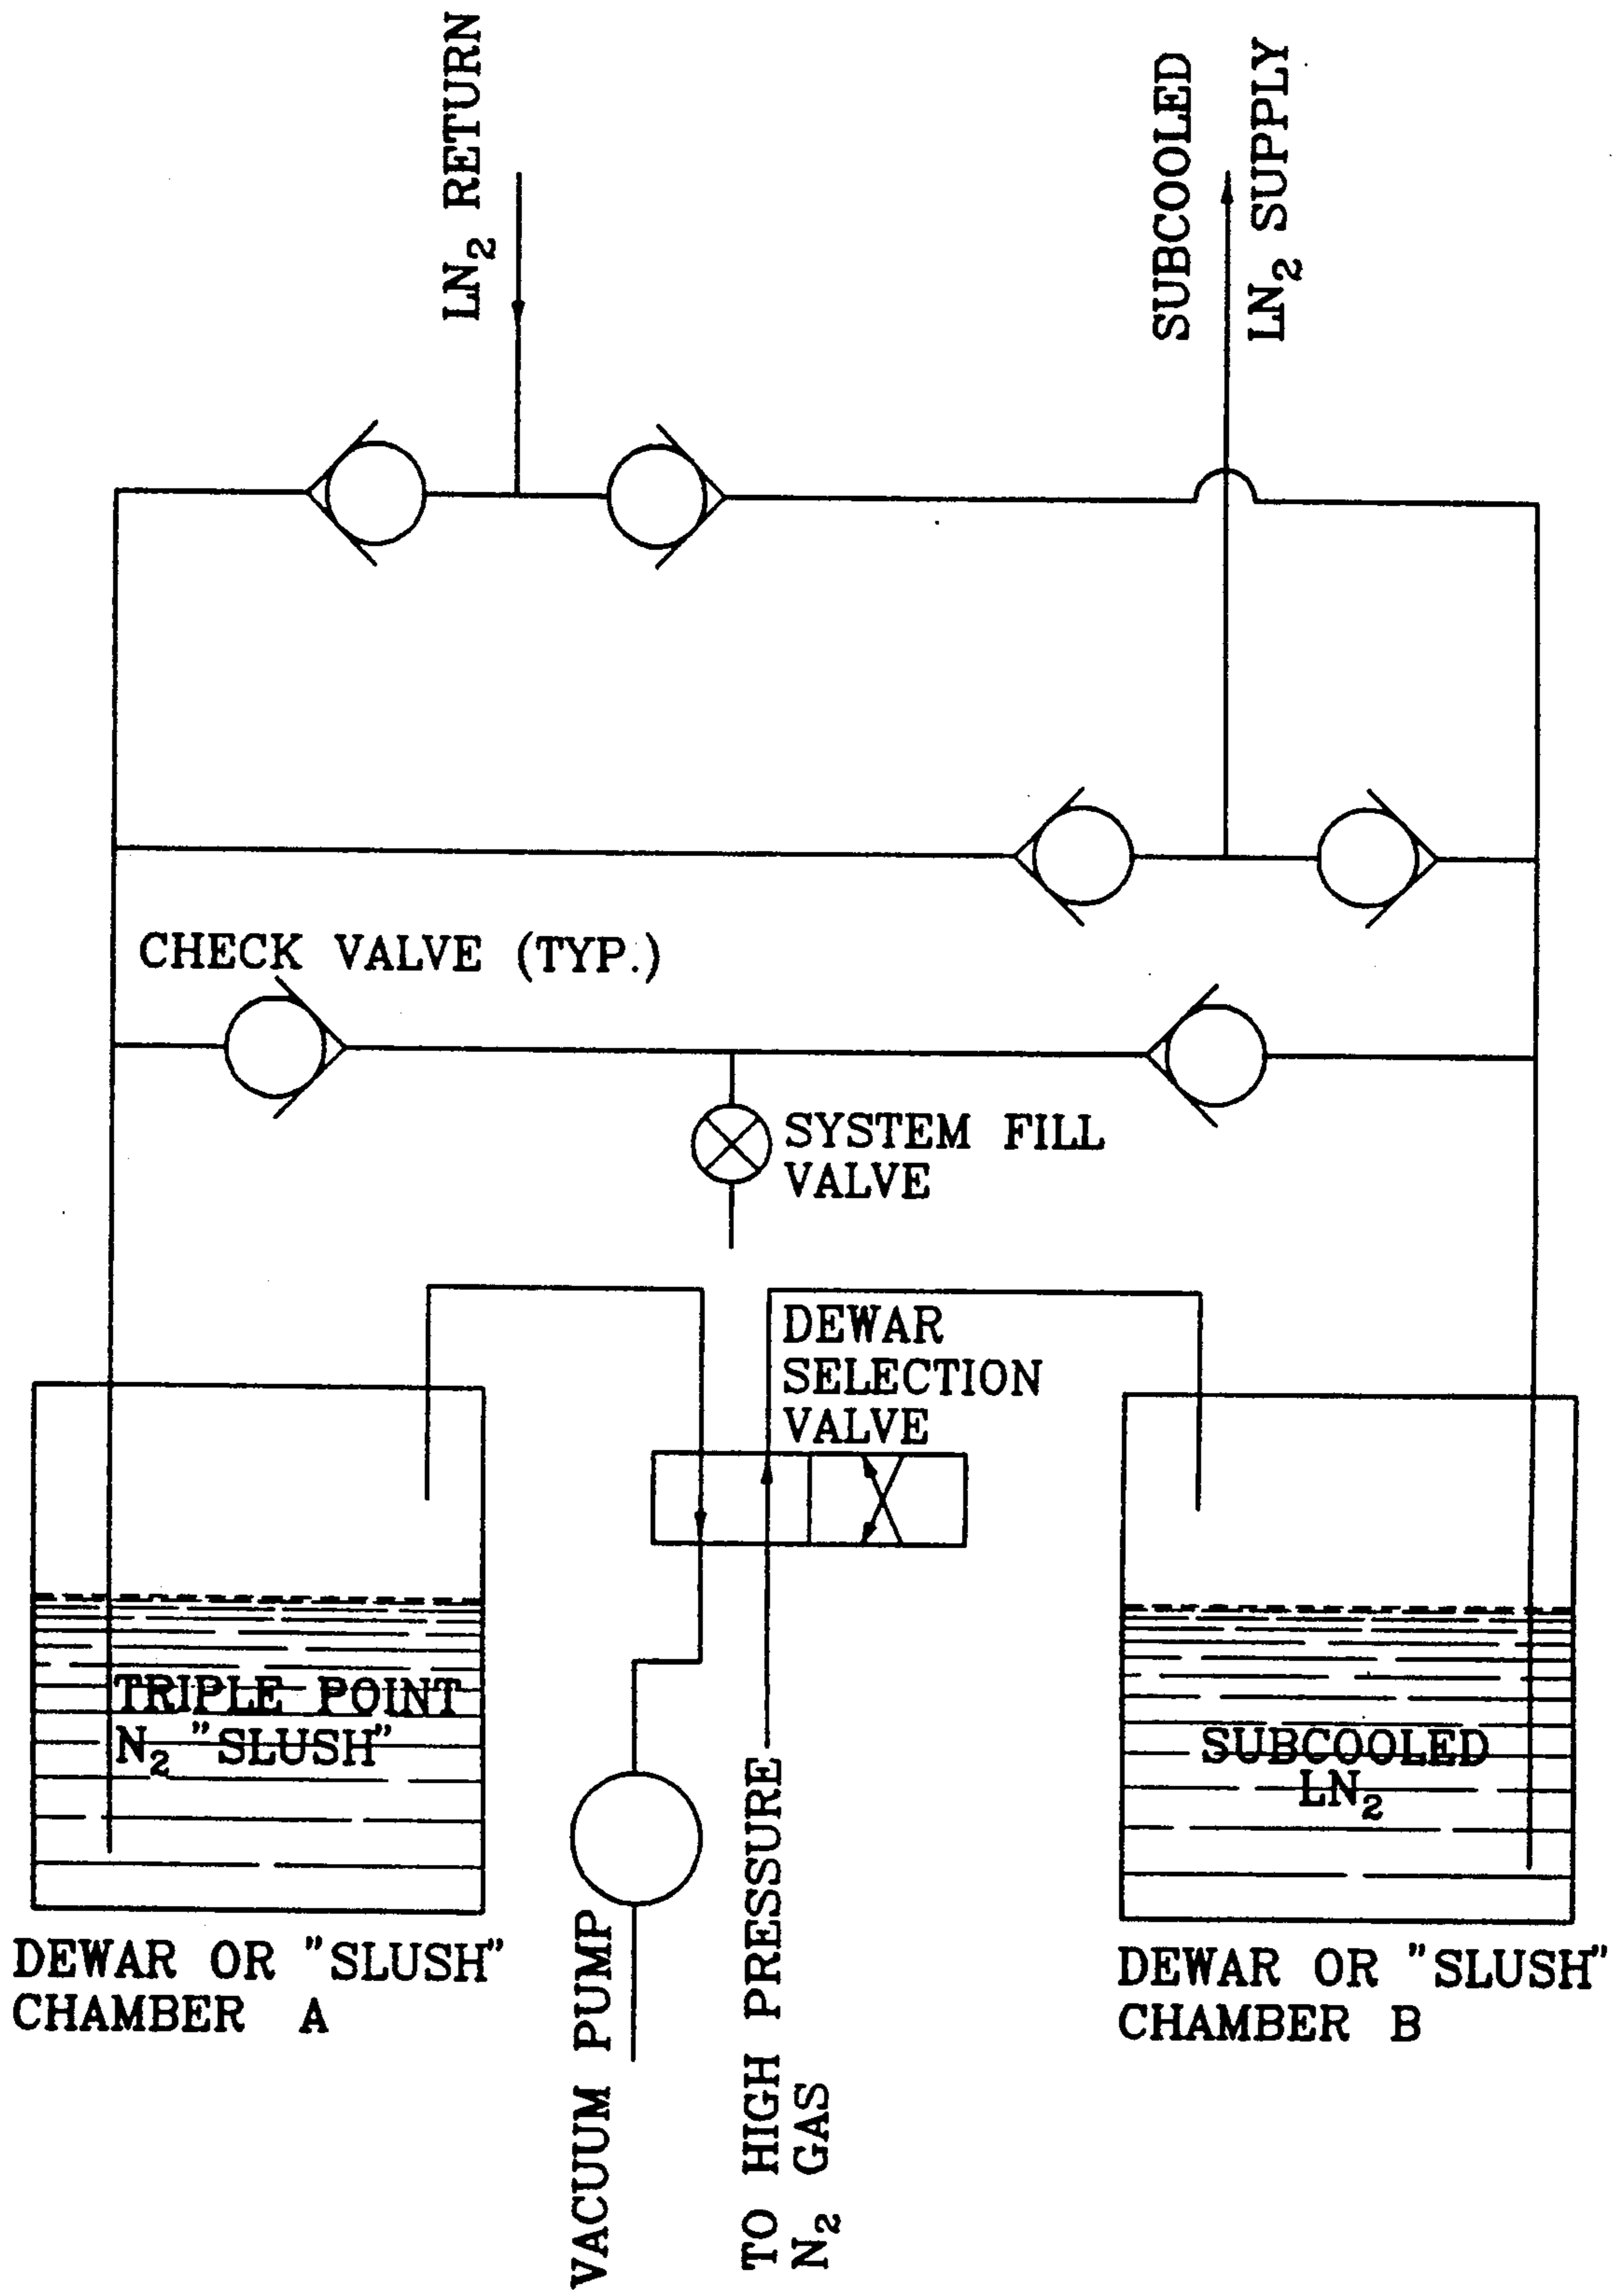 LN₂ RETURN
SUBCOOLED
LN₂ SUPPLY
CHECK VALVE (TYP.)
SYSTEM FILL
VALVE
DEWAR
SELECTION
VALVE
TRIPLE POINT
N₂ "SLUSH"
SUBCOOLED
LN₂
DEWAR OR "SLUSH"
CHAMBER A
VACUUM PUMP
TO HIGH PRESSURE
N₂ GAS
DEWAR OR "SLUSH"
CHAMBER B